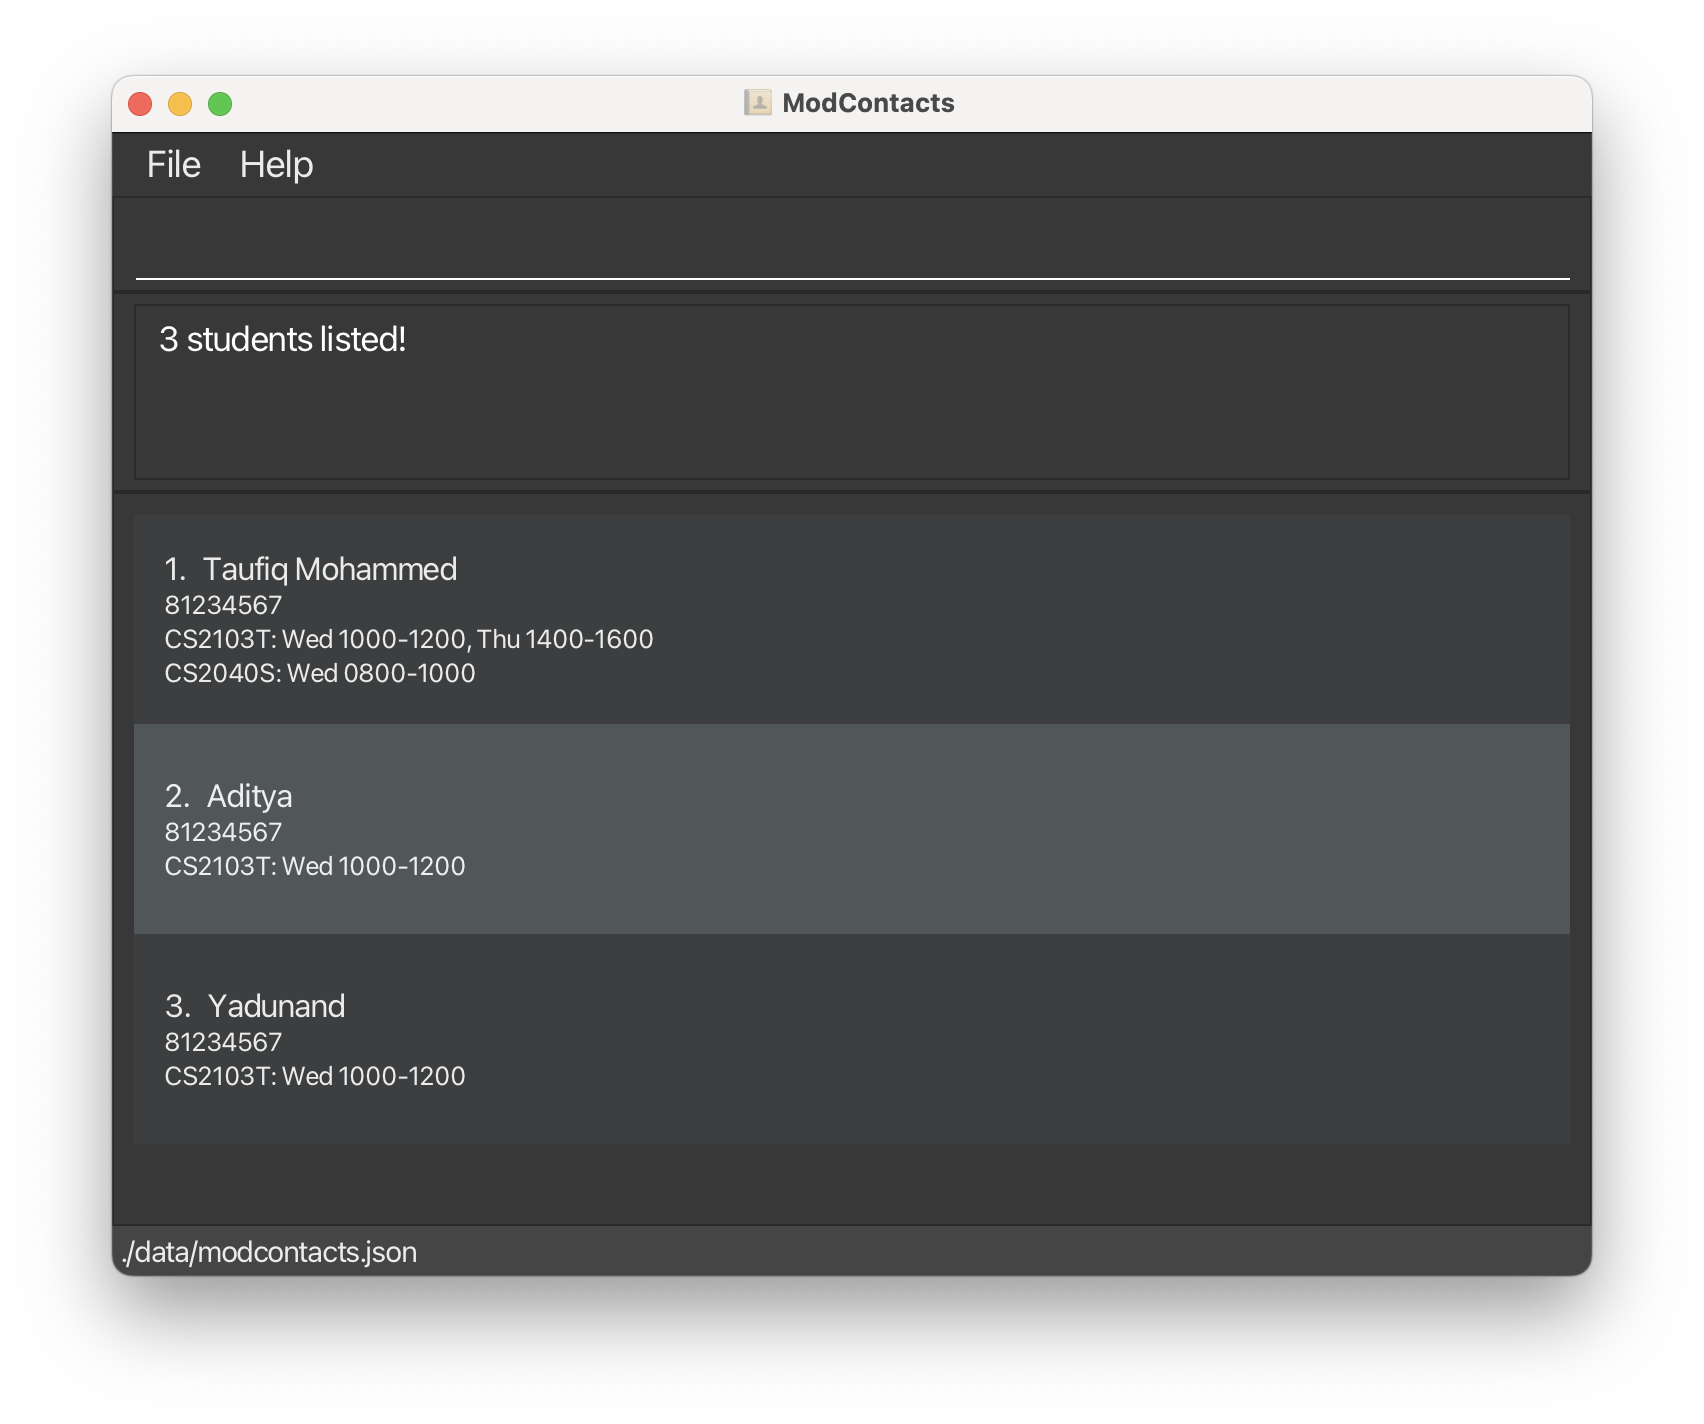 ModContacts
File Help
3 students listed!
1. Taufiq Mohammed
81234567
CS2103T: Wed 1000-1200, Thu 1400-1600
CS2040S: Wed 0800-1000
2. Aditya
81234567
CS2103T: Wed 1000-1200
3. Yadunand
81234567
CS2103T: Wed 1000-1200
./data/modcontacts.json